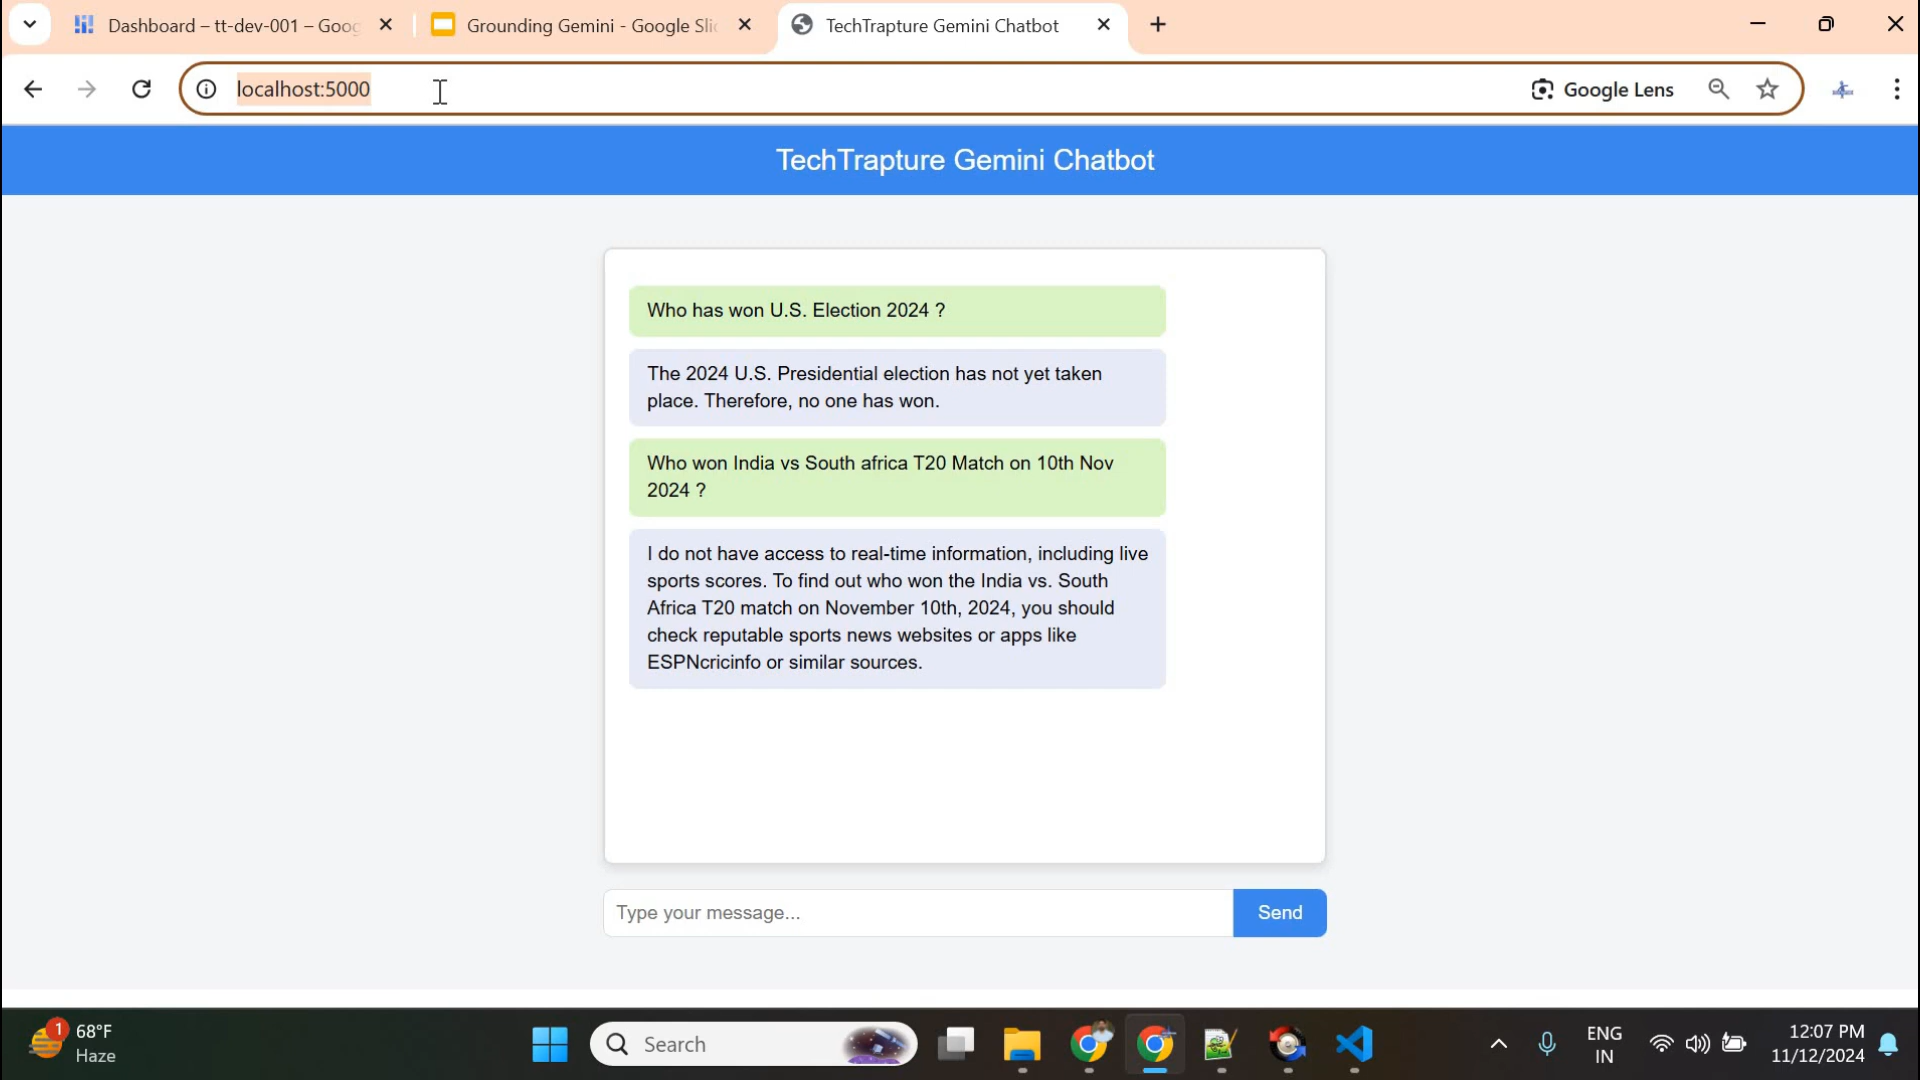 Dashboard – tt-dev-001 – Goog
Grounding Gemini - Google Slid
TechTrapture Gemini Chatbot
localhost:5000
Google Lens
TechTrapture Gemini Chatbot
Who has won U.S. Election 2024 ?
The 2024 U.S. Presidential election has not yet taken
place. Therefore, no one has won.
Who won India vs South africa T20 Match on 10th Nov
2024 ?
I do not have access to real-time information, including live
sports scores. To find out who won the India vs. South
Africa T20 match on November 10th, 2024, you should
check reputable sports news websites or apps like
ESPNcricinfo or similar sources.
Type your message...
Send
1
68°F
Haze
Search
ENG
IN
12:07 PM
11/12/2024